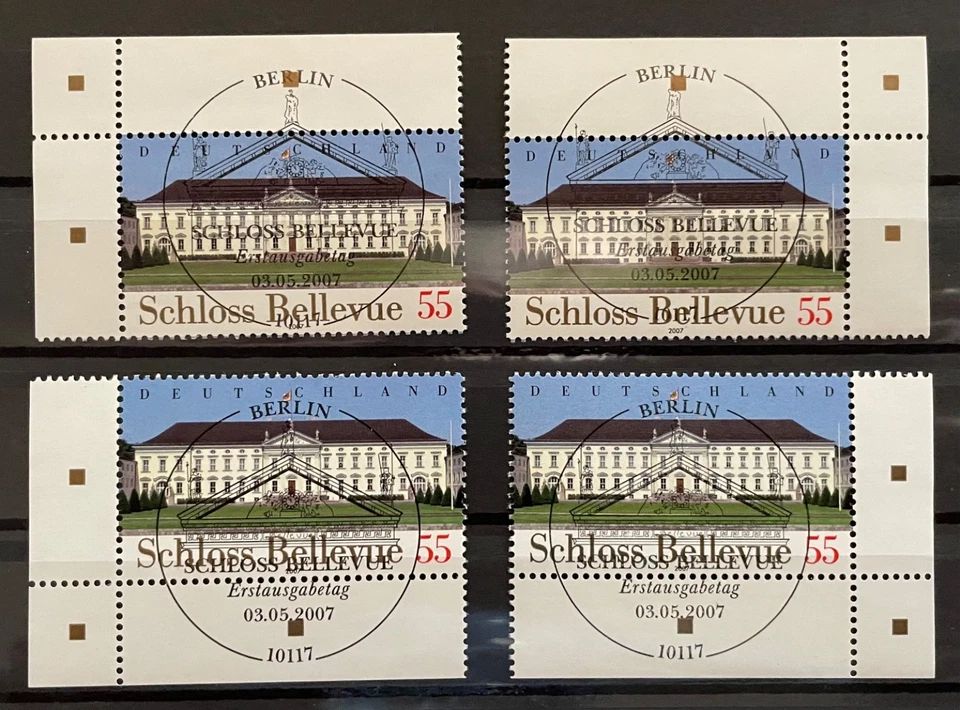 BERLIN
DEUTSCHLAND
SCHLOSS BELLEVUE
Erstausgabetag
03.05.2007
Schloss Bellevue 55
10117
BERLIN
DEUTSCHLAND
SCHLOSS BELLEVUE
Erstausgabetag
03.05.2007
Schloss Bellevue 55
10117
2007
DEUTSCHLAND
BERLIN
Schloss Bellevue 55
SCHLOSS BELLEVUE
Erstausgabetag
03.05.2007
10117
DEUTSCHLAND
BERLIN
Schloss Bellevue 55
SCHLOSS BELLEVUE
Erstausgabetag
03.05.2007
10117